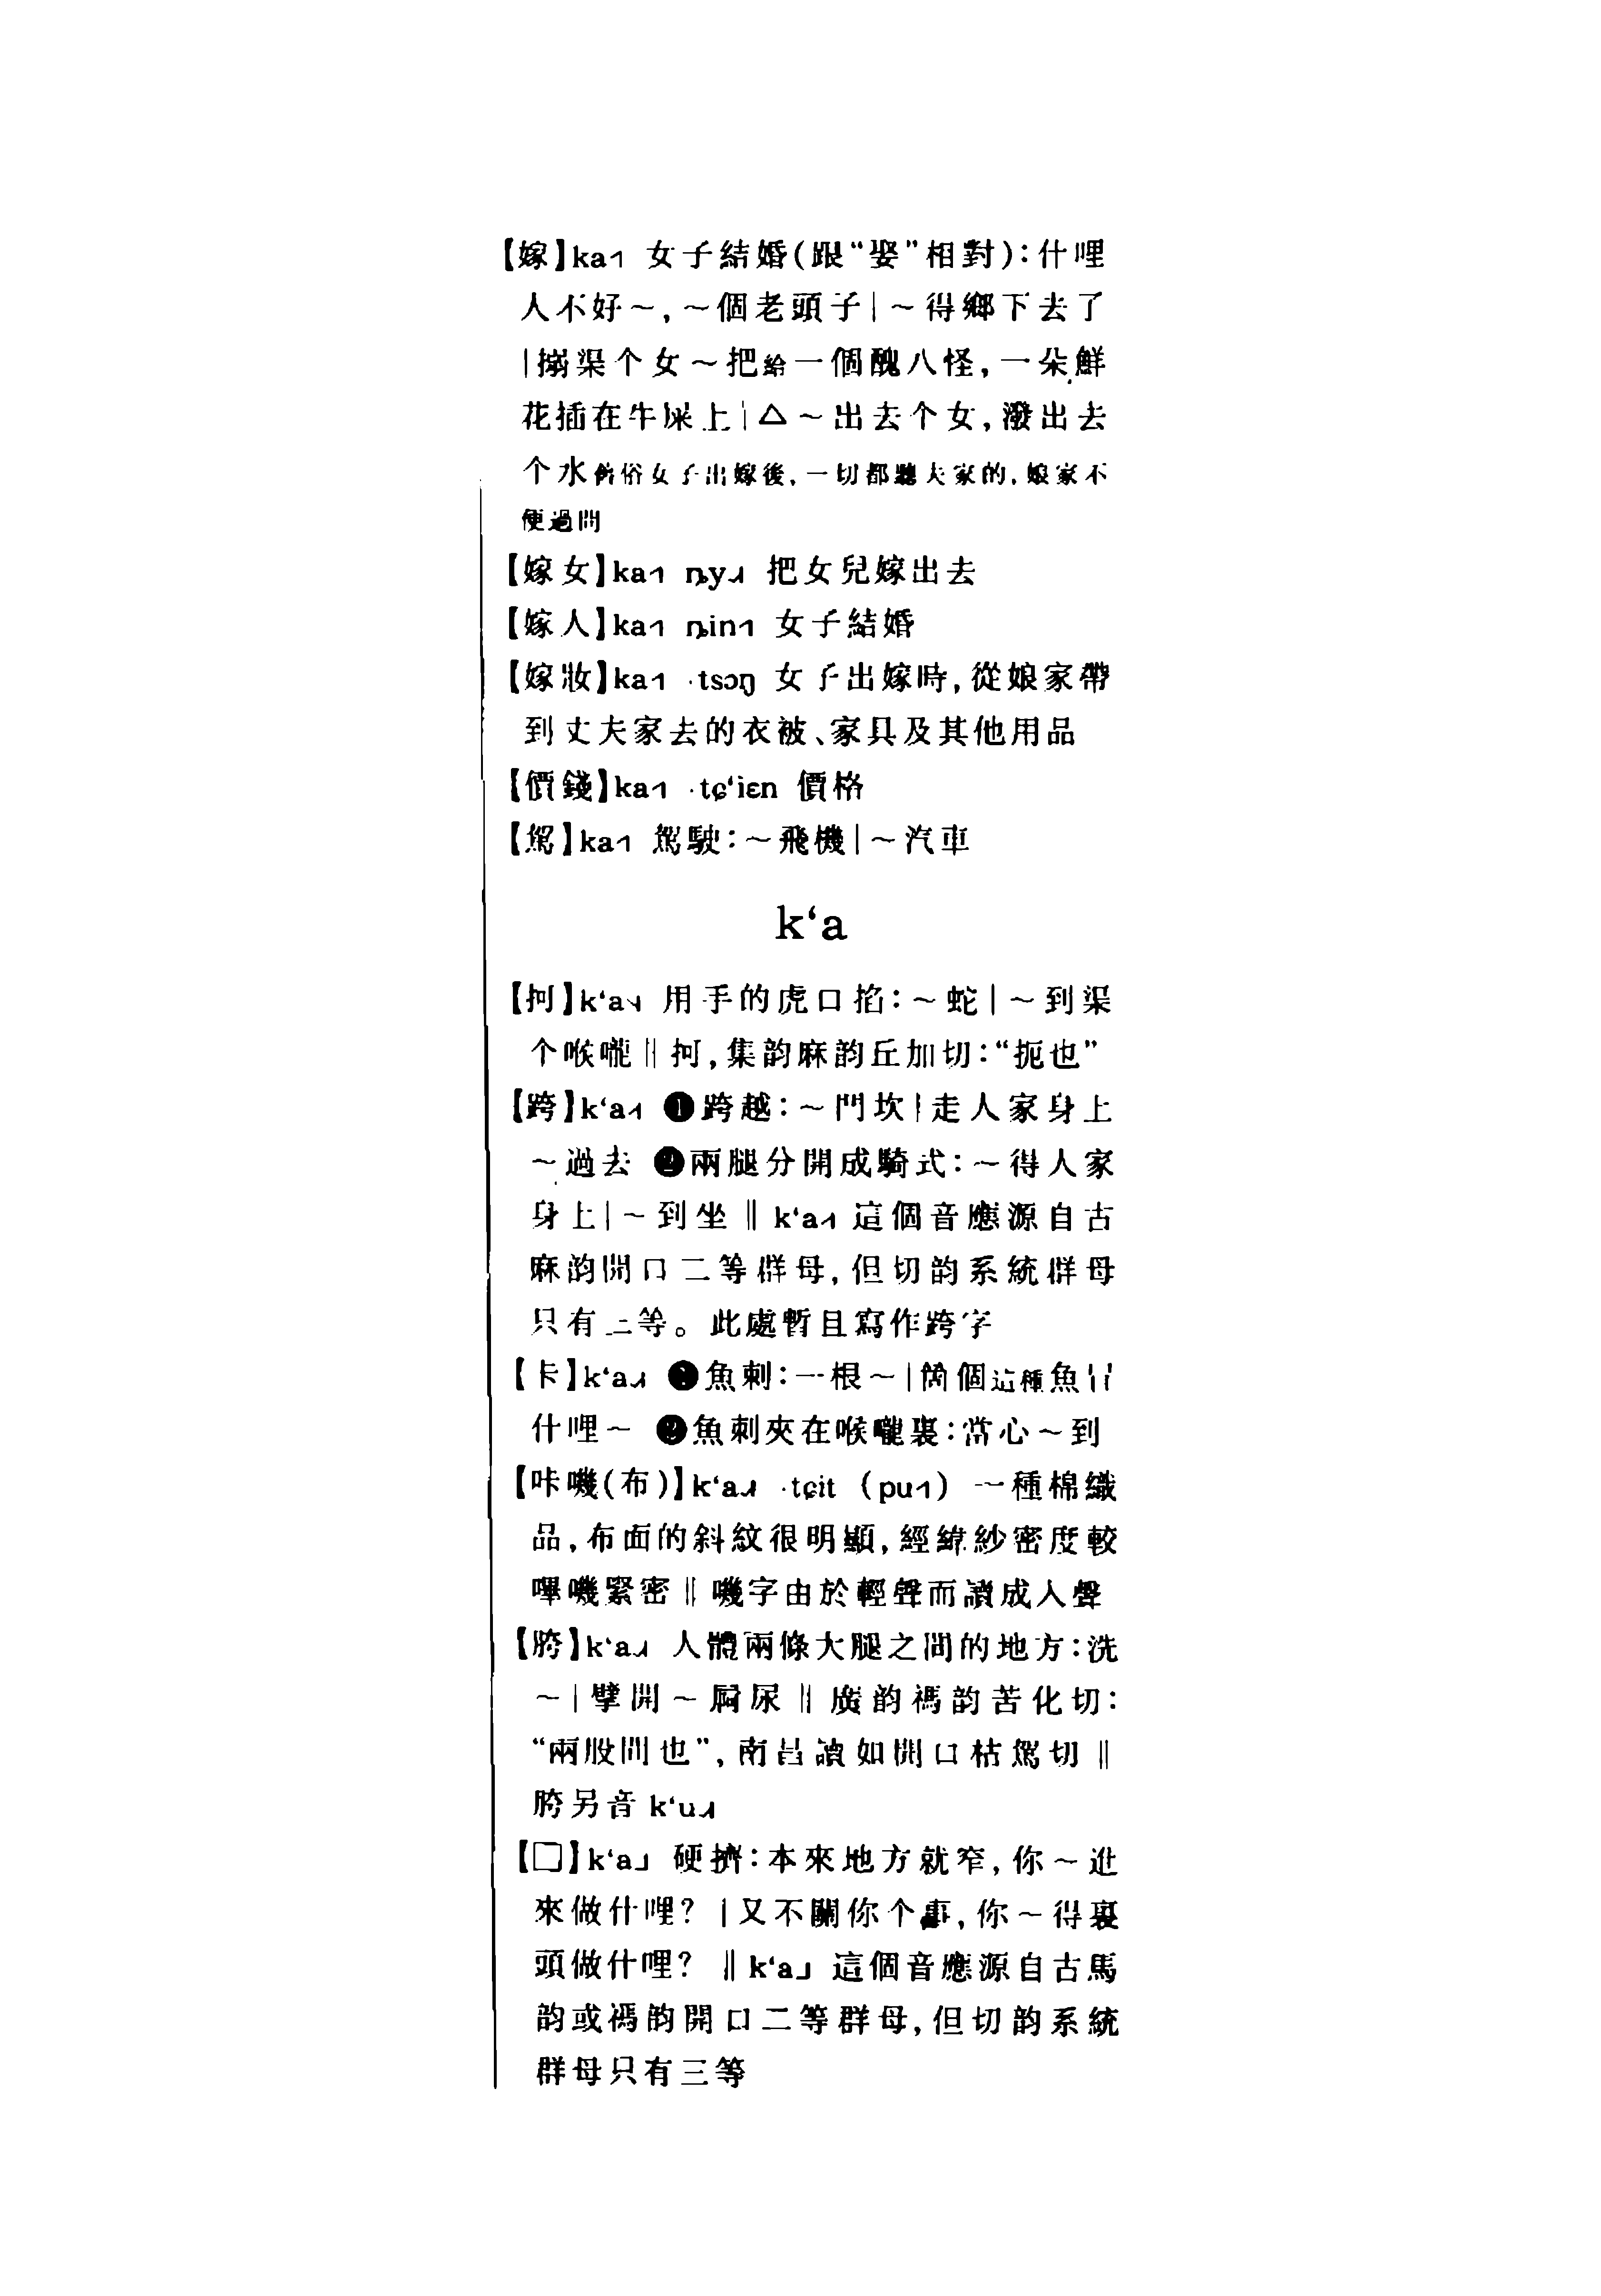 【嫁】ka˧˥ 女子結婚(跟“娶”相對):什哩
人不好～,～個老頭子|～得鄉下去了
|搦渠个女～把給一個醜八怪,一朵鮮
花插在牛屎上|△～出去个女,潑出去
个水舊俗女子出嫁後,一切都聽夫家的,娘家不
便過問
【嫁女】ka˧˥ ȵy˨˩˧ 把女兒嫁出去
【嫁人】ka˧˥ ȵin˧˥ 女子結婚
【嫁妝】ka˧˥ ·tsɔŋ 女子出嫁時,從娘家帶
到丈夫家去的衣被、家具及其他用品
【價錢】ka˧˥ ·tɕ‘iɛn 價格
【駕】ka˧˥ 駕駛:～飛機|～汽車
k‘a
【抲】k‘a˦˨ 用手的虎口掐:～蛇|～到渠
个喉嚨‖抲,集韵麻韵丘加切:“扼也”
【跨】k‘a˨˦ ❶跨越:～門坎|走人家身上
～過去 ❷兩腿分開成騎式:～得人家
身上|～到坐‖k‘a˨˦ 這個音應源自古
麻韵開口二等群母,但切韵系統群母
只有三等。此處暫且寫作跨字
【卡】k‘a˨˩˧ ❶魚刺:一根～|箇個這種魚冒
什哩～ ❷魚刺夾在喉嚨裏:當心～到
【咔嘰(布)】k‘a˨˩˧ ·tɕit (pu˧˥) 一種棉織
品,布面的斜紋很明顯,經緯紗密度較
嗶嘰緊密‖嘰字由於輕聲而讀成入聲
【胯】k‘a˨˩˧ 人體兩條大腿之間的地方:洗
～|擘開～屙尿‖廣韵禡韵苦化切:
“兩股間也”,南昌讀如開口枯駕切‖
胯另音 k‘u˨˩˧
【□】k‘a˩ 硬擠:本來地方就窄,你～進
來做什哩?|又不關你个事,你～得裏
頭做什哩?‖k‘a˩ 這個音應源自古馬
韵或禡韵開口二等群母,但切韵系統
群母只有三等